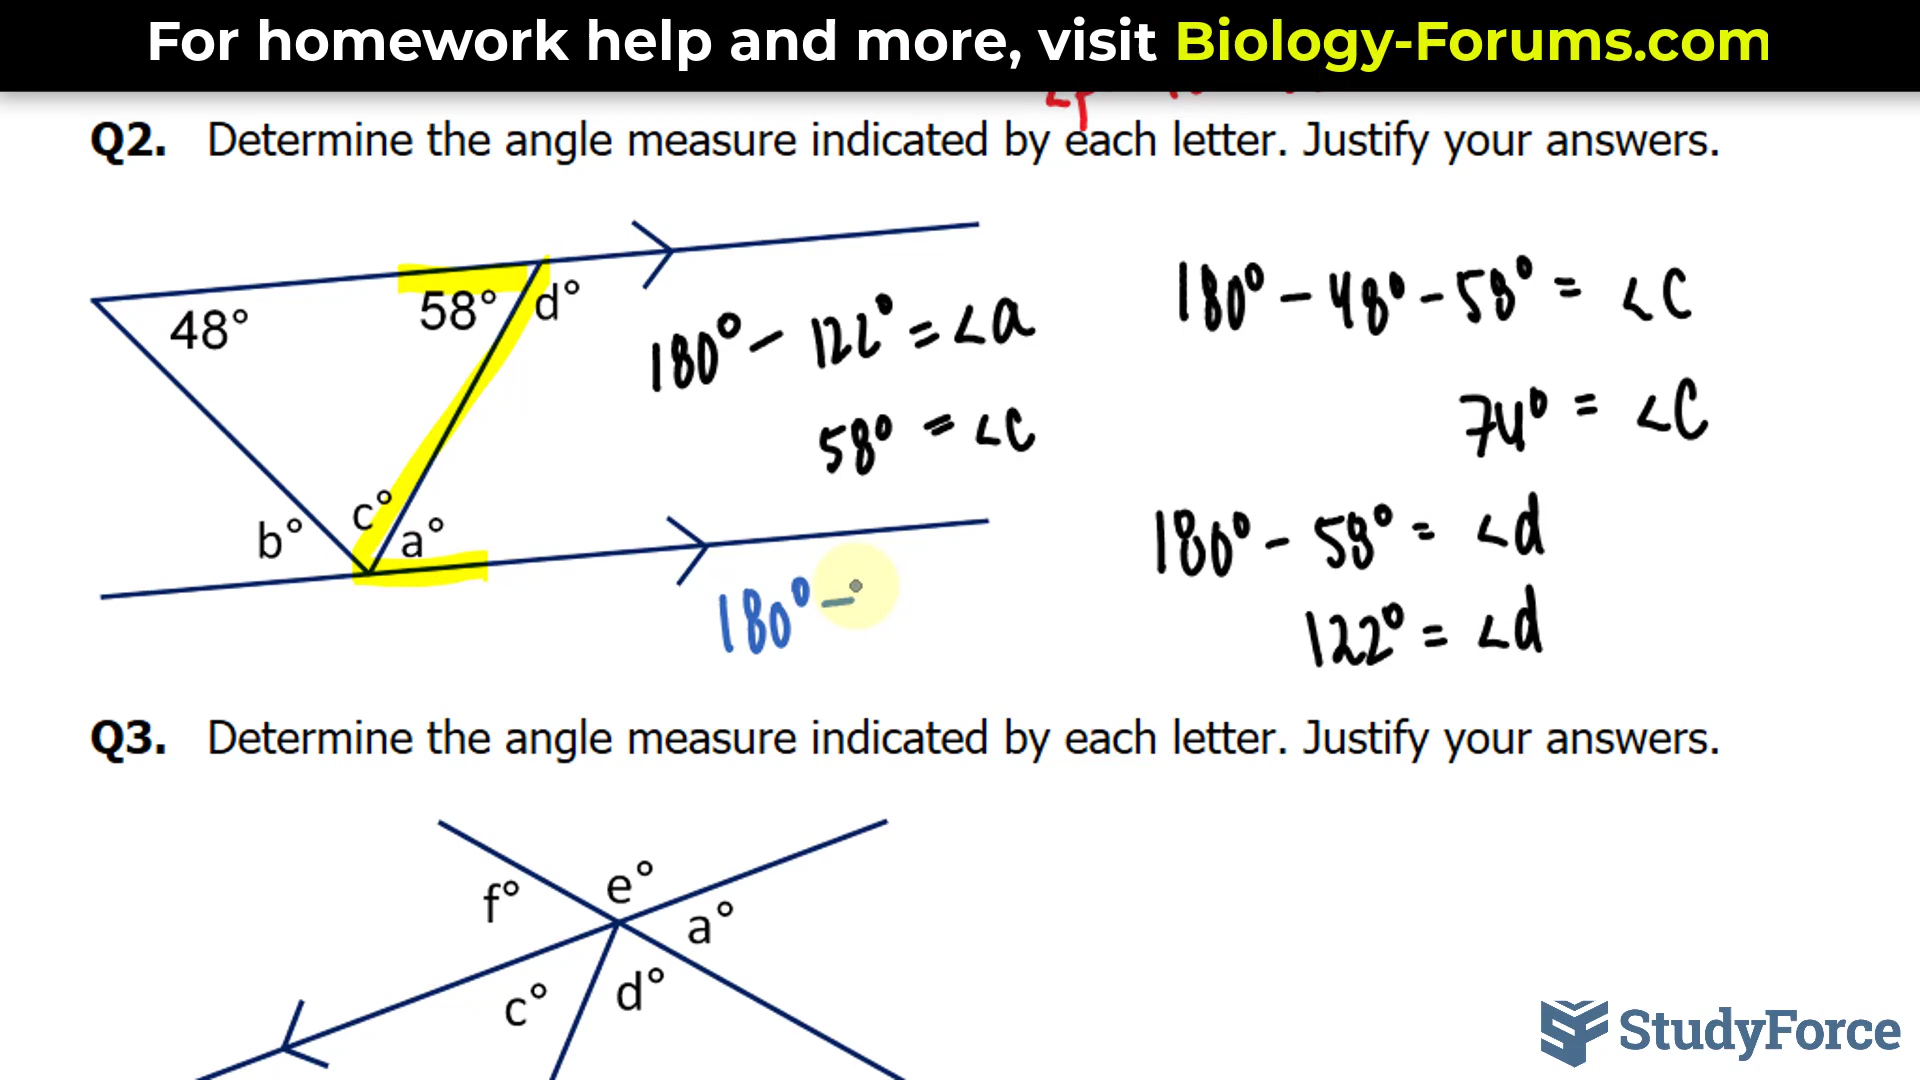 For homework help and more, visit Biology-Forums.com
Q2. Determine the angle measure indicated by each letter. Justify your answers.
48°
58°
d°
b°
c°
a°
180° - 122° = ∠a
58° = ∠c
180° -
180° - 48° - 58° = ∠c
74° = ∠c
180° - 58° = ∠d
122° = ∠d
Q3. Determine the angle measure indicated by each letter. Justify your answers.
f°
e°
a°
c°
d°
StudyForce